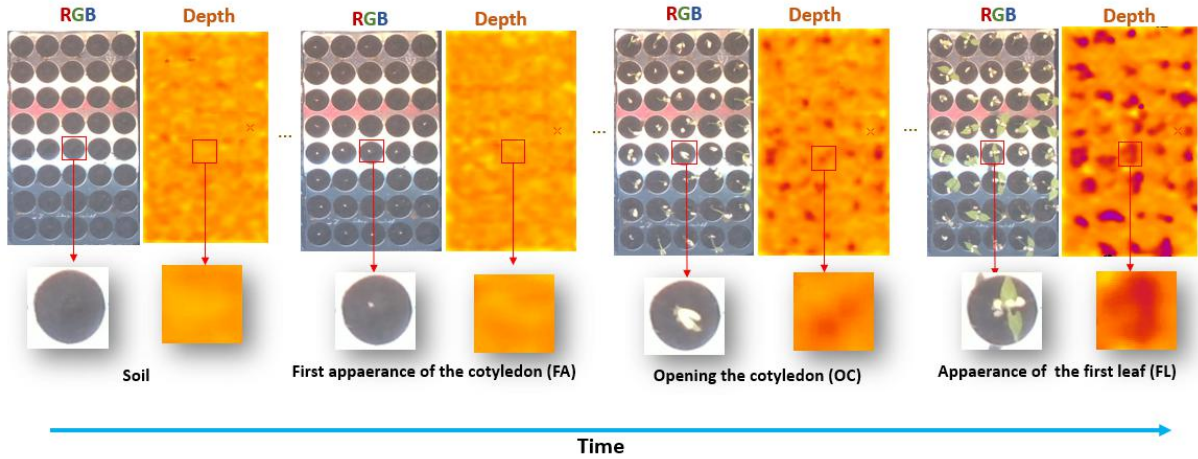 RGB Depth RGB Depth RGB Depth RGB Depth
... ... ...
Soil First appaerance of the cotyledon (FA) Opening the cotyledon (OC) Appaerance of the first leaf (FL)
Time